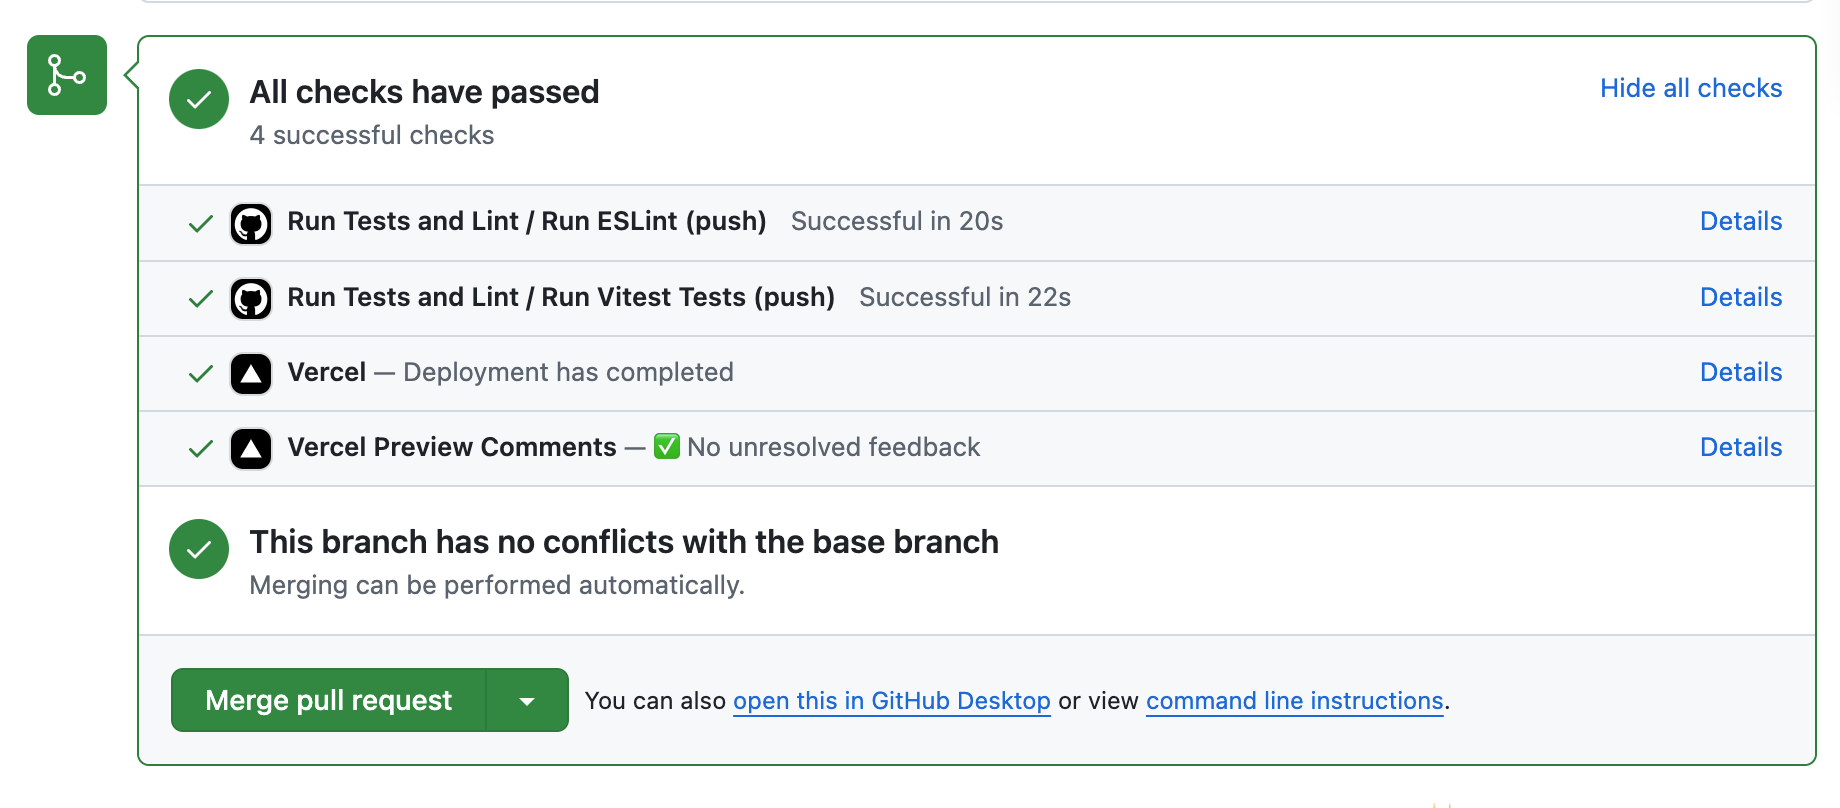 All checks have passed
Hide all checks
4 successful checks
Run Tests and Lint / Run ESLint (push) Successful in 20s Details
Run Tests and Lint / Run Vitest Tests (push) Successful in 22s Details
Vercel — Deployment has completed Details
Vercel Preview Comments — ✅ No unresolved feedback Details
This branch has no conflicts with the base branch
Merging can be performed automatically.
Merge pull request You can also open this in GitHub Desktop or view command line instructions.